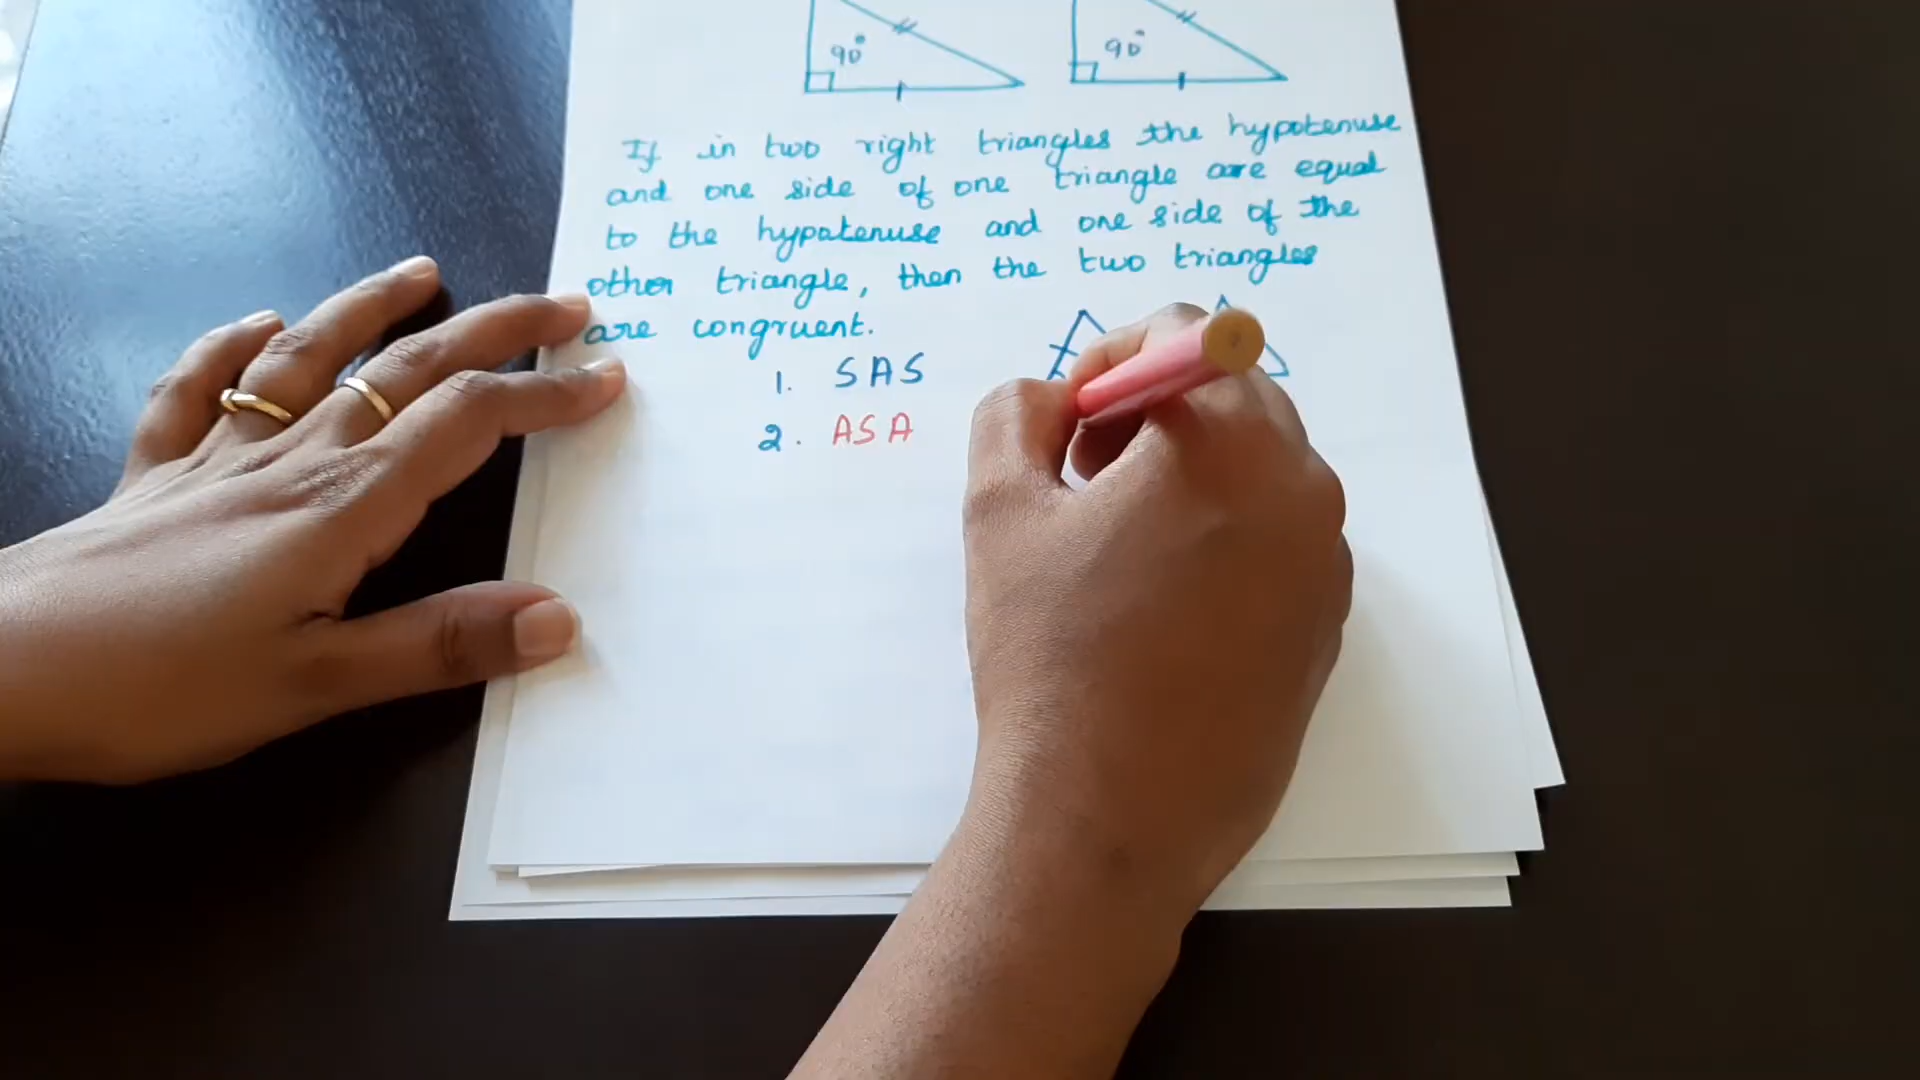 90°
90°
If in two right triangles the hypotenuse
and one side of one triangle are equal
to the hypotenuse and one side of the
other triangle, then the two triangles
are congruent.
1. SAS
2. ASA